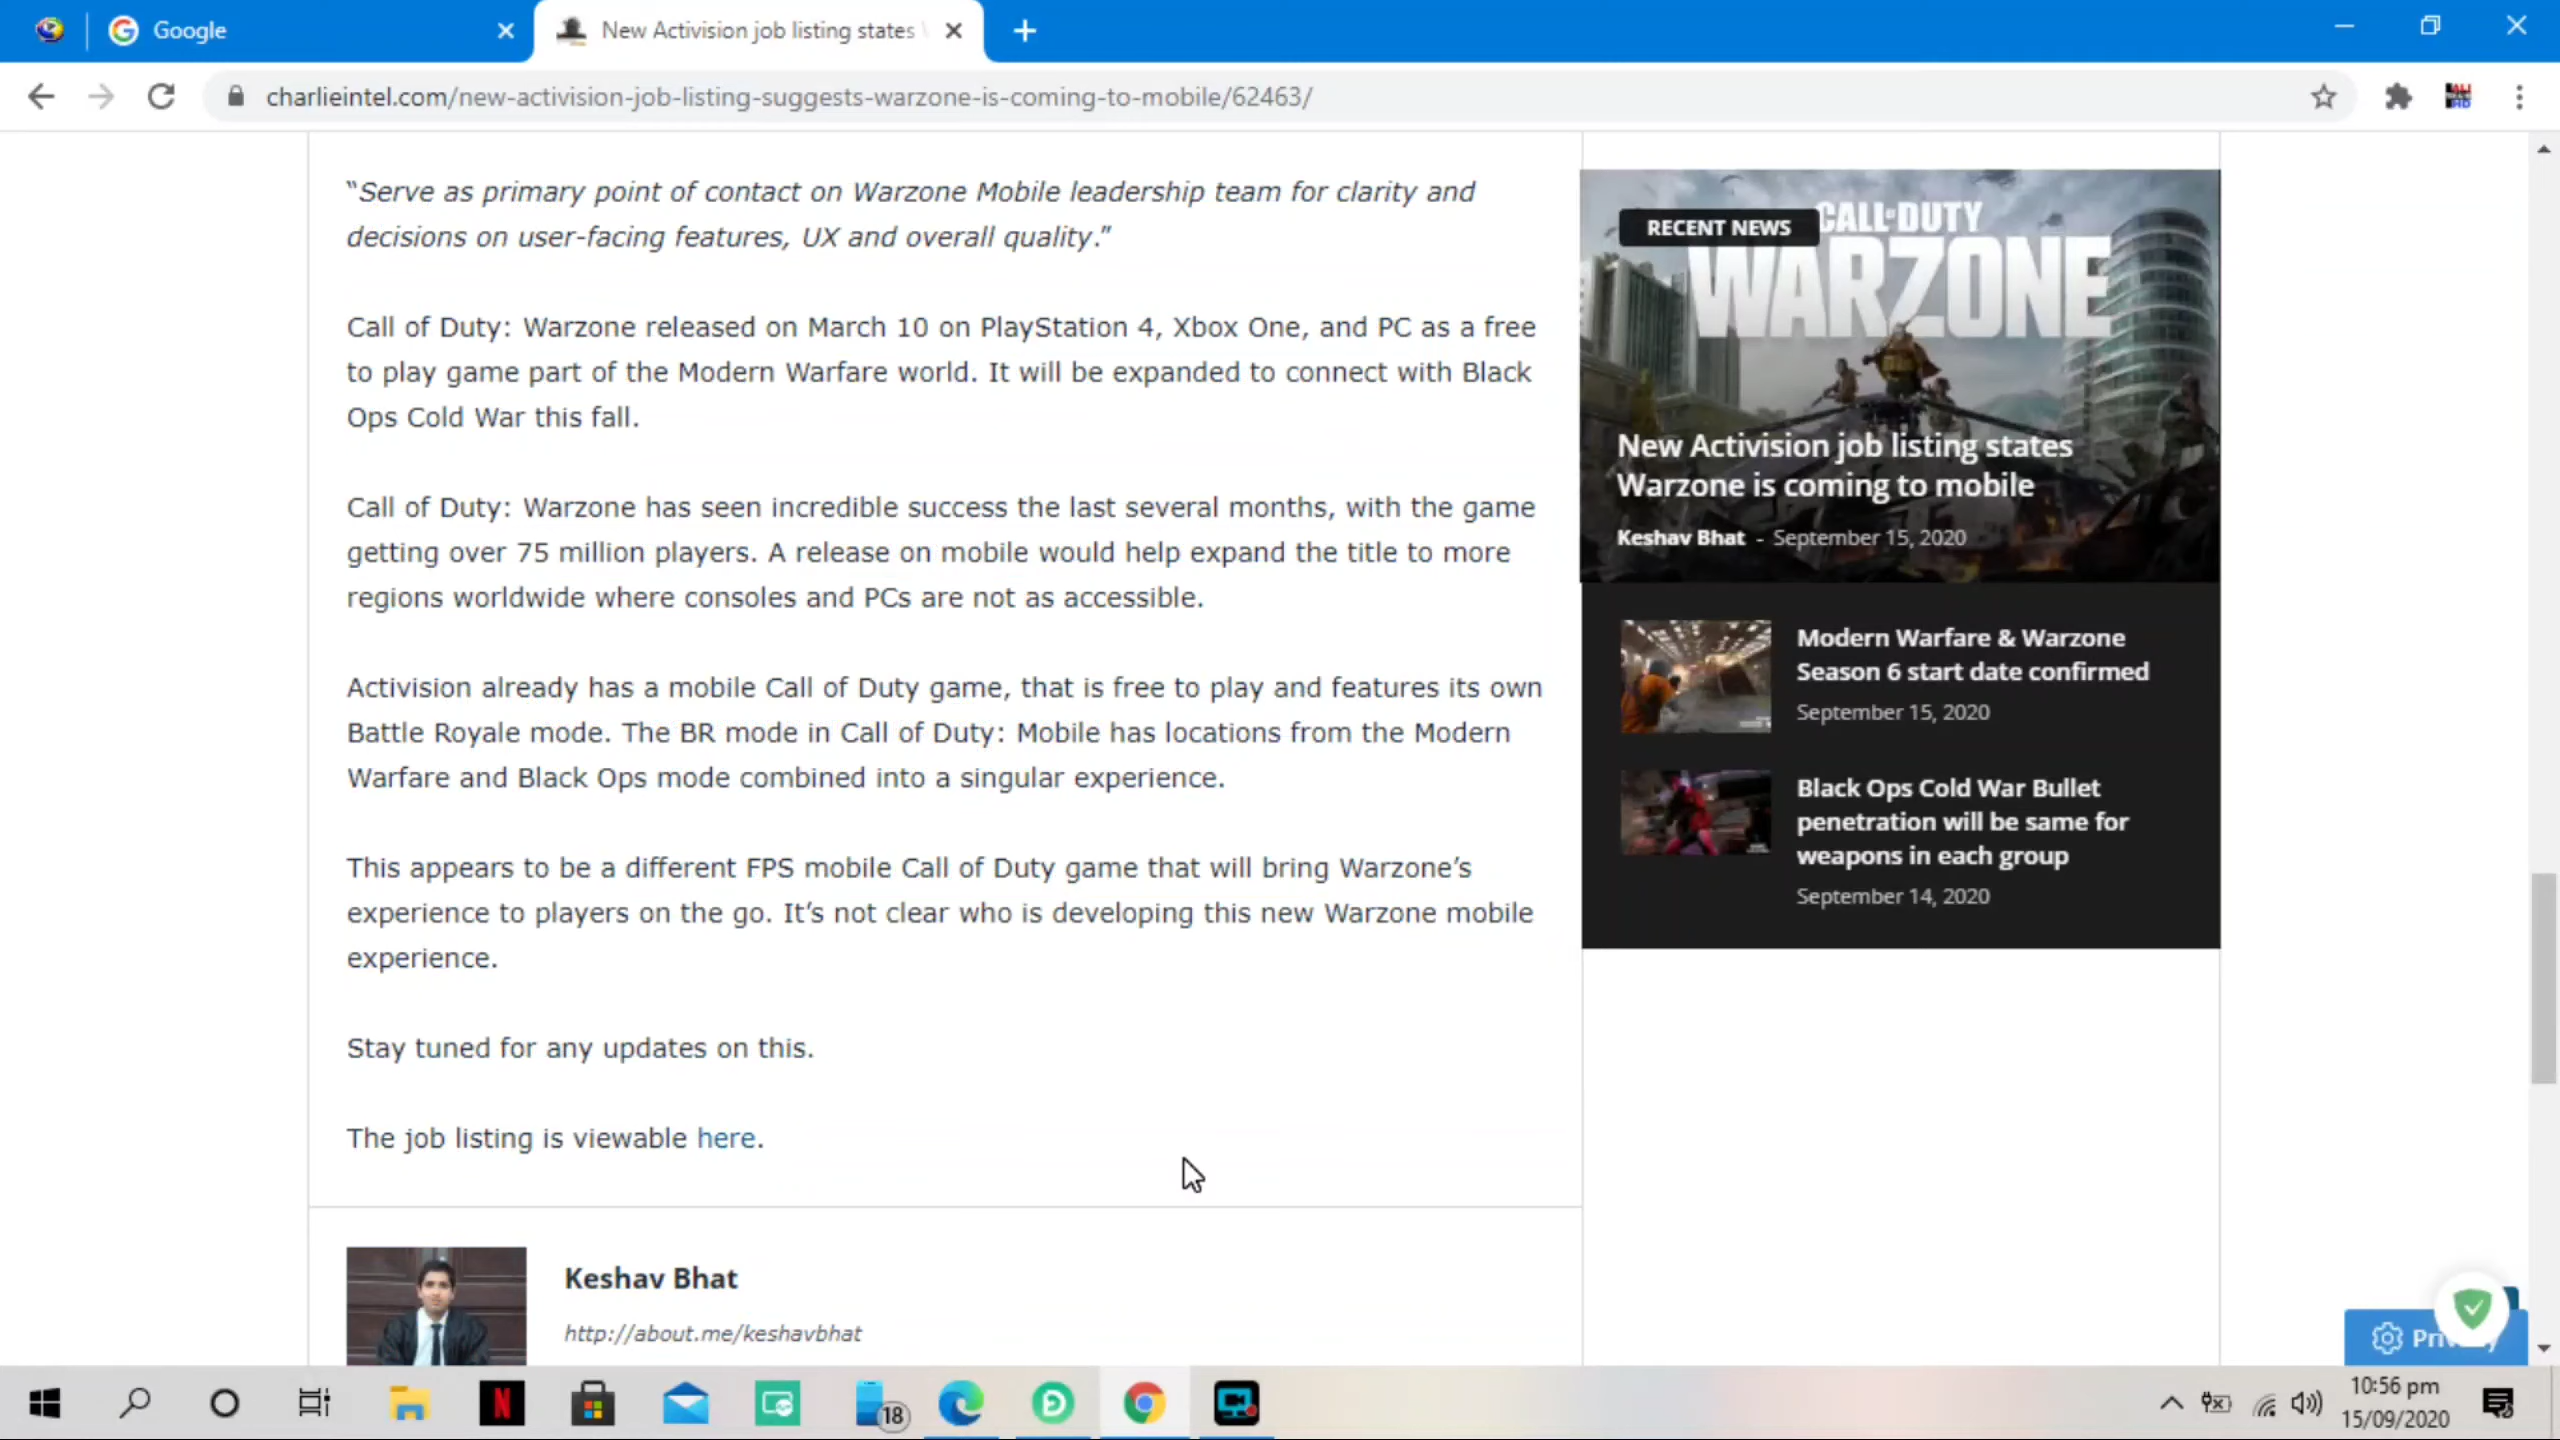 Google
New Activision job listing states
charlieintel.com/new-activision-job-listing-suggests-warzone-is-coming-to-mobile/62463/
“Serve as primary point of contact on Warzone Mobile leadership team for clarity and
decisions on user-facing features, UX and overall quality.”
Call of Duty: Warzone released on March 10 on PlayStation 4, Xbox One, and PC as a free
to play game part of the Modern Warfare world. It will be expanded to connect with Black
Ops Cold War this fall.
Call of Duty: Warzone has seen incredible success the last several months, with the game
getting over 75 million players. A release on mobile would help expand the title to more
regions worldwide where consoles and PCs are not as accessible.
Activision already has a mobile Call of Duty game, that is free to play and features its own
Battle Royale mode. The BR mode in Call of Duty: Mobile has locations from the Modern
Warfare and Black Ops mode combined into a singular experience.
This appears to be a different FPS mobile Call of Duty game that will bring Warzone’s
experience to players on the go. It’s not clear who is developing this new Warzone mobile
experience.
Stay tuned for any updates on this.
The job listing is viewable here.
Keshav Bhat
http://about.me/keshavbhat
RECENT NEWS
CALL OF DUTY
WARZONE
New Activision job listing states
Warzone is coming to mobile
Keshav Bhat - September 15, 2020
Modern Warfare & Warzone
Season 6 start date confirmed
September 15, 2020
Black Ops Cold War Bullet
penetration will be same for
weapons in each group
September 14, 2020
18
10:56 pm
15/09/2020